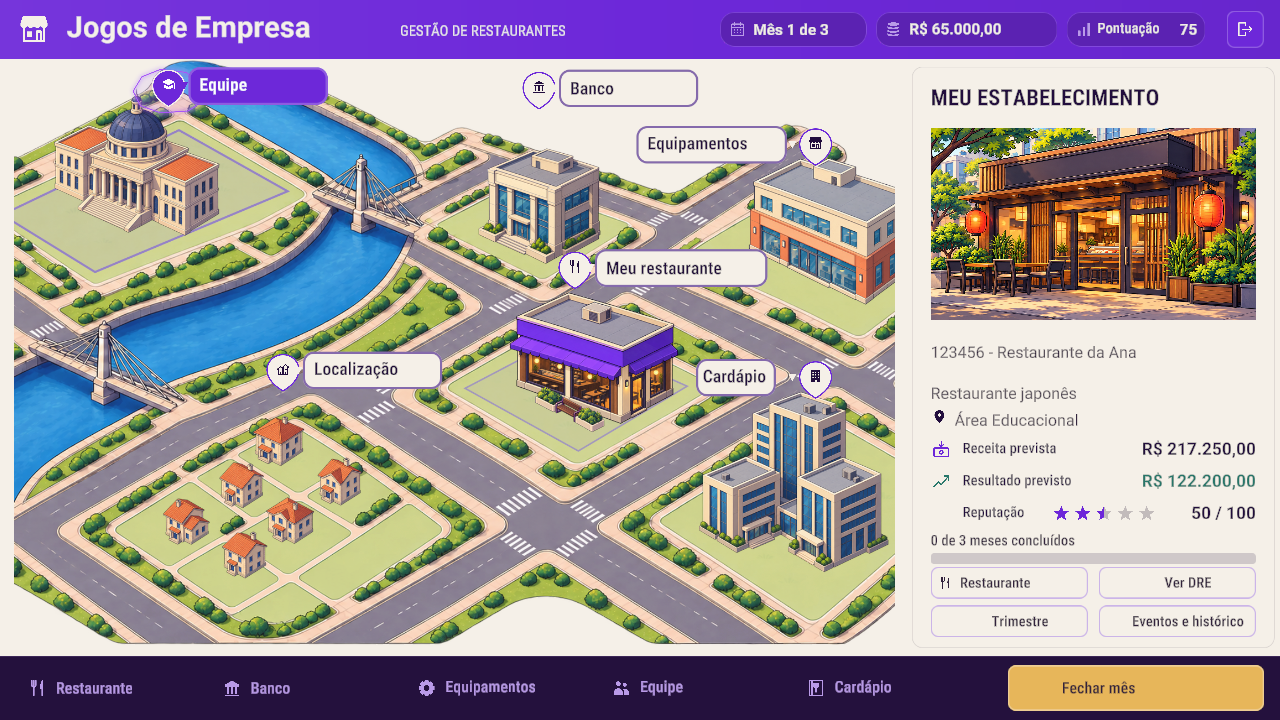 Jogos de Empresa
GESTÃO DE RESTAURANTES
Mês 1 de 3
R$ 65.000,00
Pontuação 75
Equipe
Banco
Equipamentos
Meu restaurante
Localização
Cardápio
MEU ESTABELECIMENTO
123456 - Restaurante da Ana
Restaurante japonês
Área Educacional
Receita prevista R$ 217.250,00
Resultado previsto R$ 122.200,00
Reputação 50 / 100
0 de 3 meses concluídos
Restaurante
Ver DRE
Trimestre
Eventos e histórico
Restaurante
Banco
Equipamentos
Equipe
Cardápio
Fechar mês